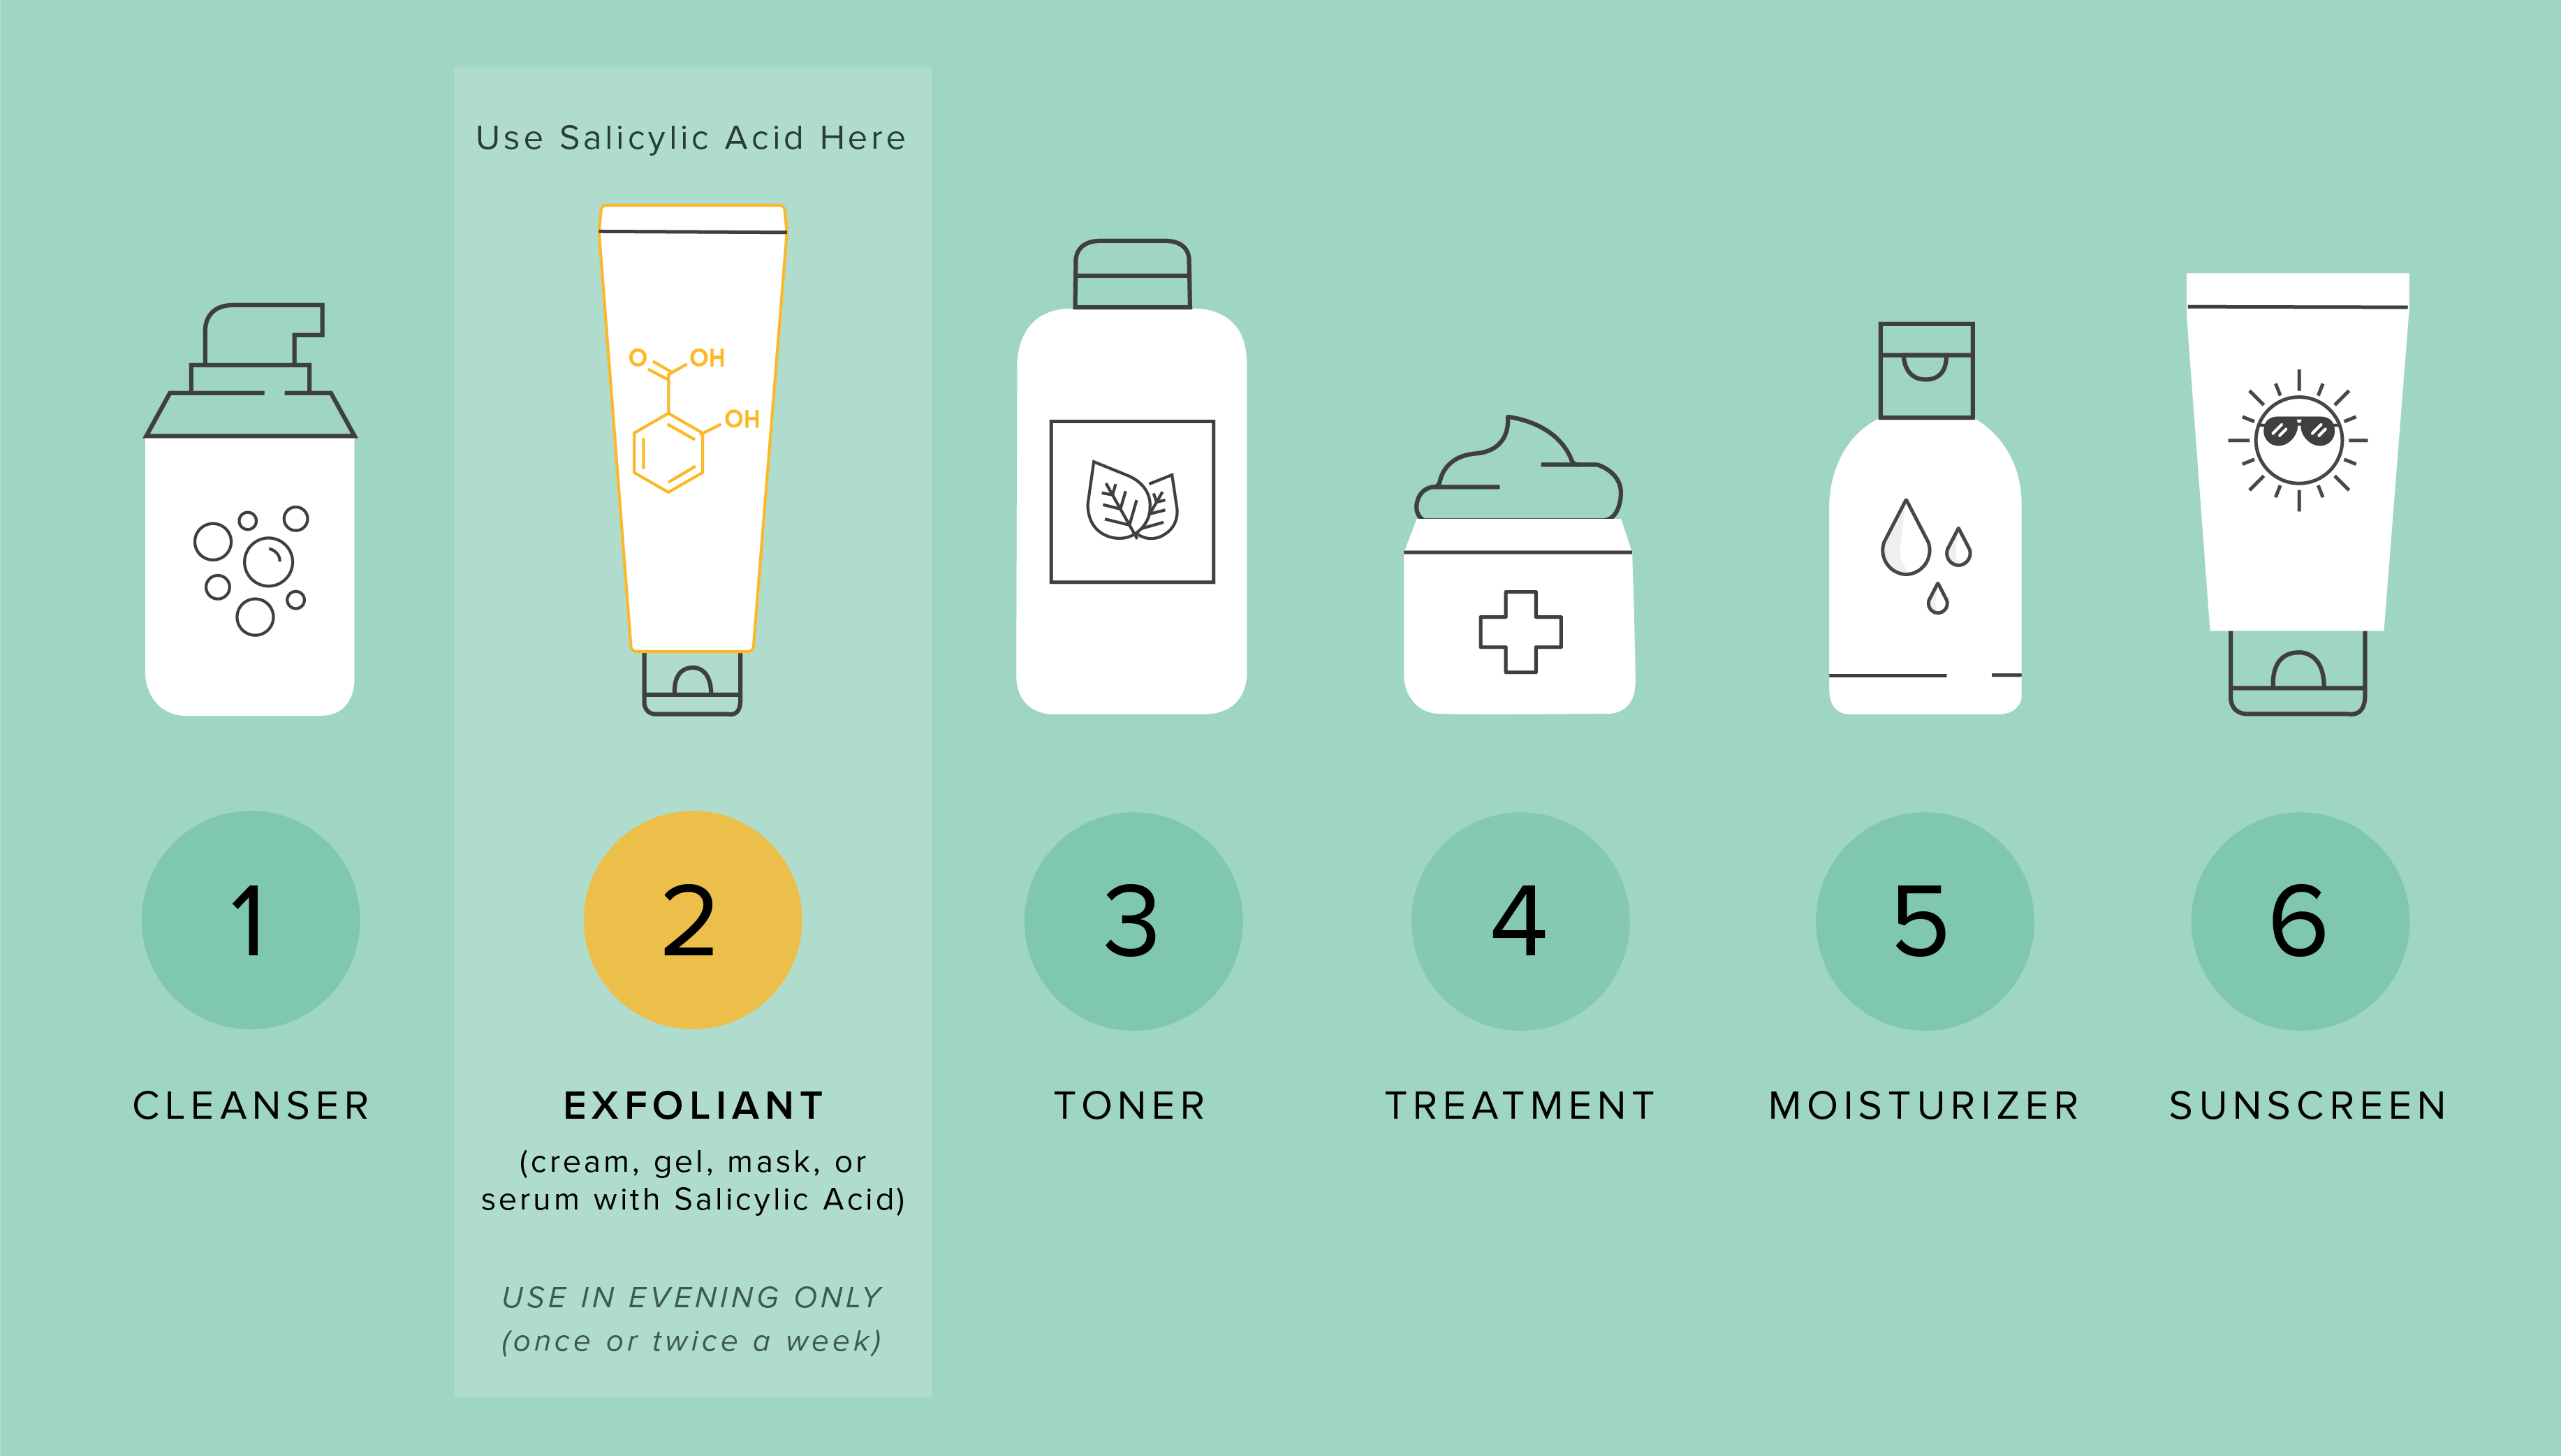 Use Salicylic Acid Here
O OH
OH
1
2
3
4
5
6
CLEANSER
EXFOLIANT
(cream, gel, mask, or
serum with Salicylic Acid)
USE IN EVENING ONLY
(once or twice a week)
TONER
TREATMENT
MOISTURIZER
SUNSCREEN